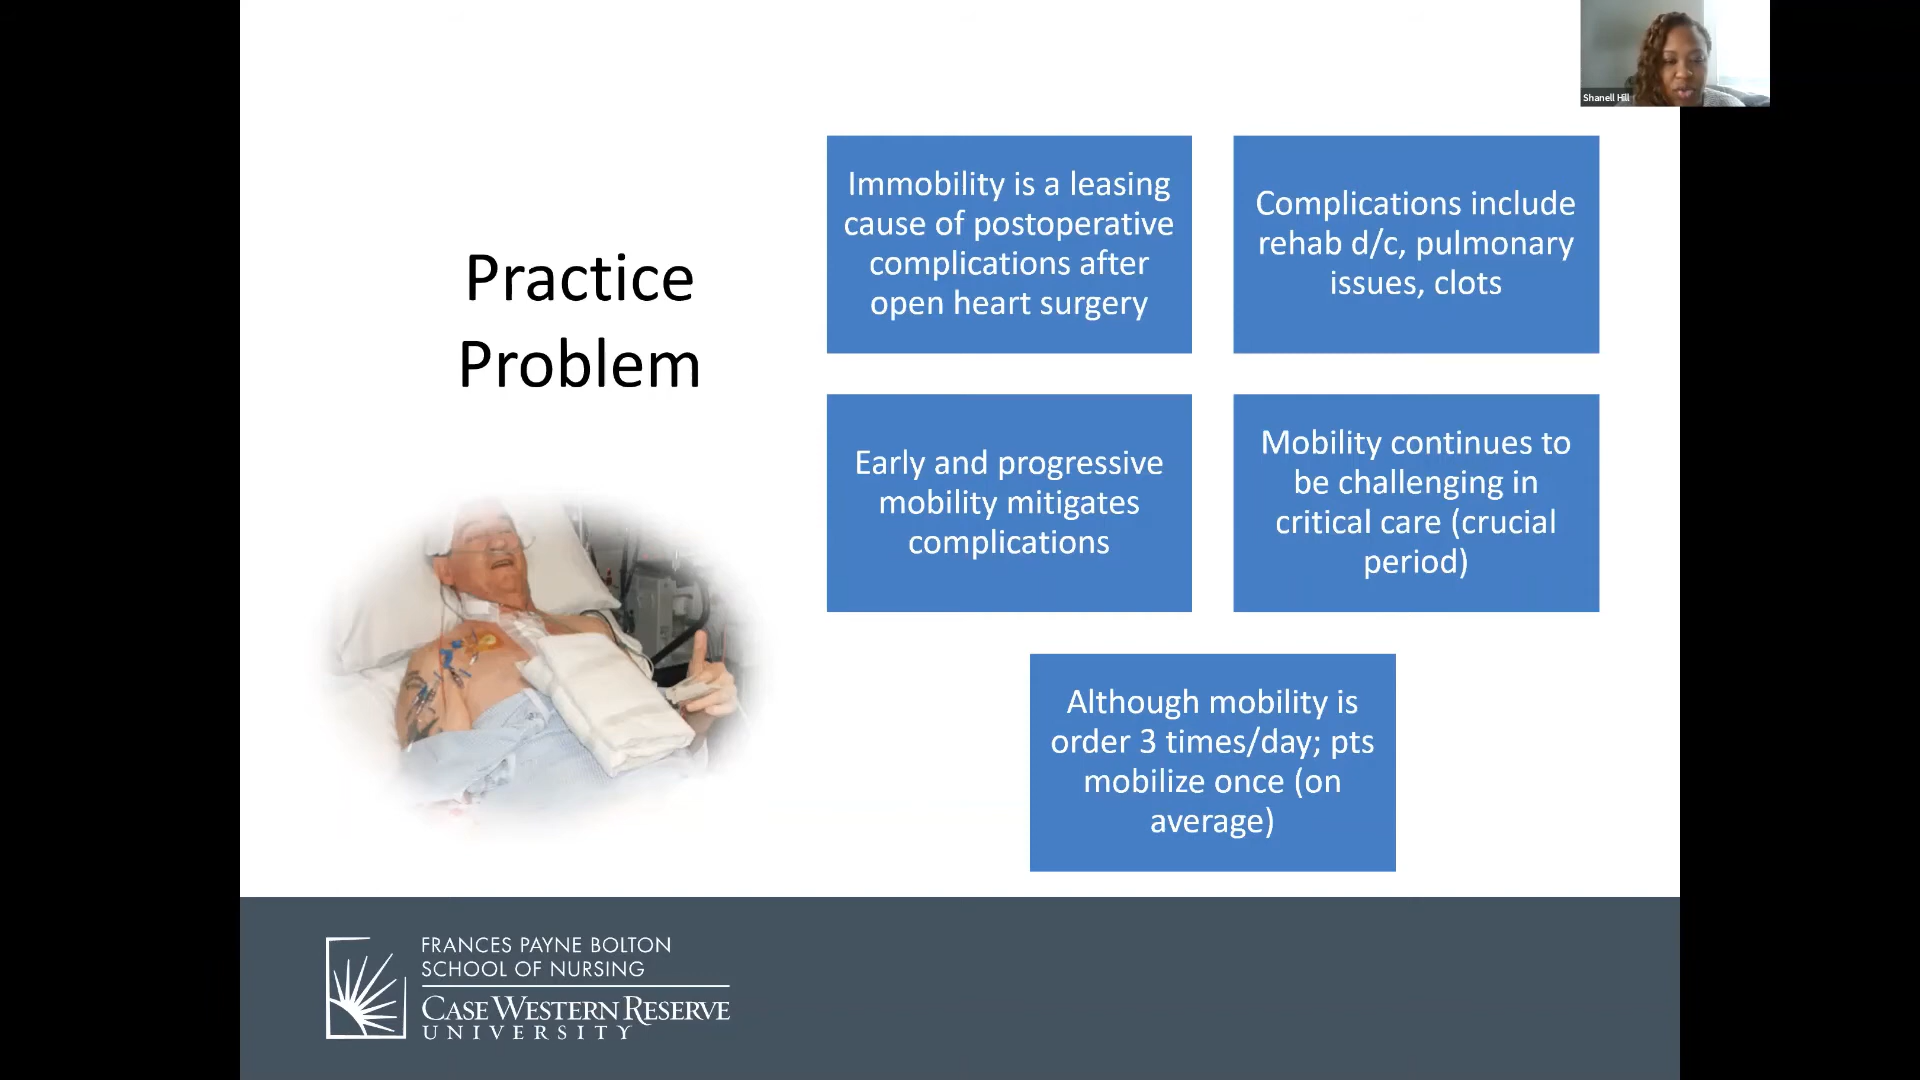 Shanell Hill
Practice
Problem
Immobility is a leasing
cause of postoperative
complications after
open heart surgery
Complications include
rehab d/c, pulmonary
issues, clots
Early and progressive
mobility mitigates
complications
Mobility continues to
be challenging in
critical care (crucial
period)
Although mobility is
order 3 times/day; pts
mobilize once (on
average)
FRANCES PAYNE BOLTON
SCHOOL OF NURSING
CASE WESTERN RESERVE
UNIVERSITY